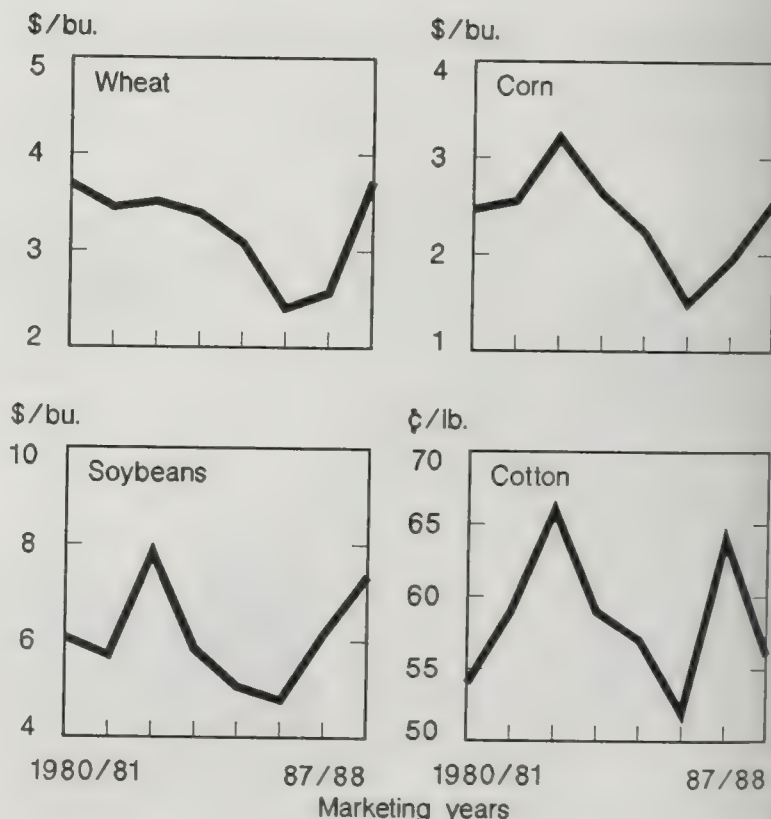 $/bu.
5
Wheat
4
3
2
$/bu.
4
Corn
3
2
1
$/bu.
10
Soybeans
8
6
4
1980/81 87/88
¢/lb.
70
Cotton
65
60
55
50
1980/81 87/88
Marketing years